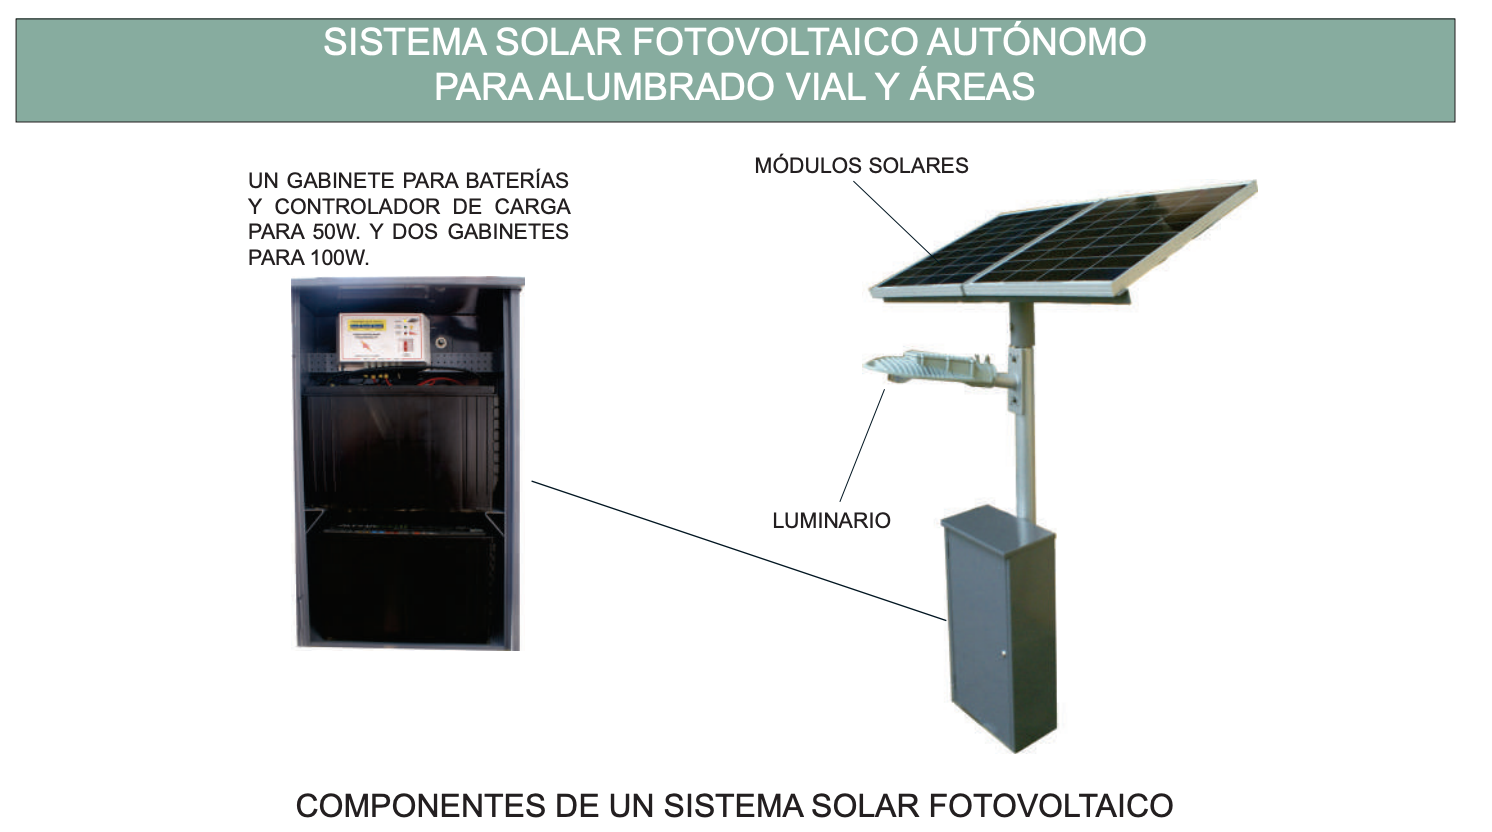 SISTEMA SOLAR FOTOVOLTAICO AUTÓNOMO
PARA ALUMBRADO VIAL Y ÁREAS
MÓDULOS SOLARES
UN GABINETE PARA BATERÍAS
Y CONTROLADOR DE CARGA
PARA 50W. Y DOS GABINETES
PARA 100W.
LUMINARIO
COMPONENTES DE UN SISTEMA SOLAR FOTOVOLTAICO